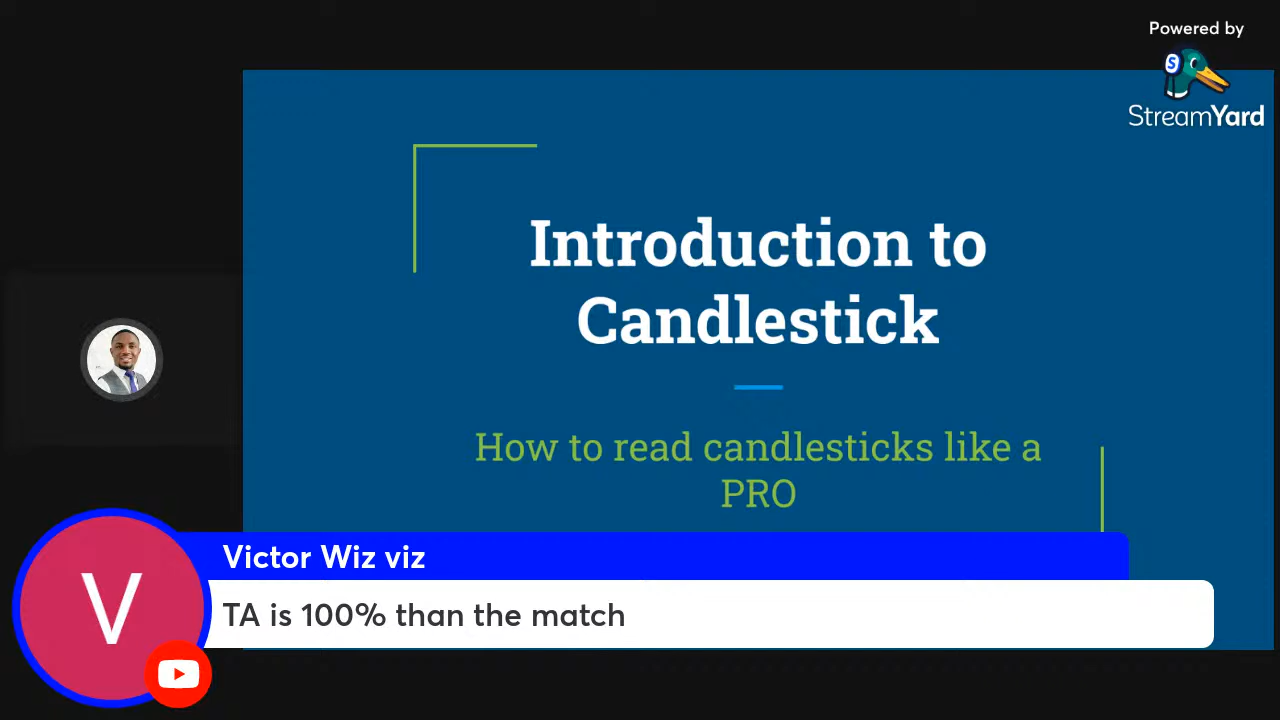 Powered by
S
StreamYard
Introduction to
Candlestick
How to read candlesticks like a
PRO
V
Victor Wiz viz
TA is 100% than the match